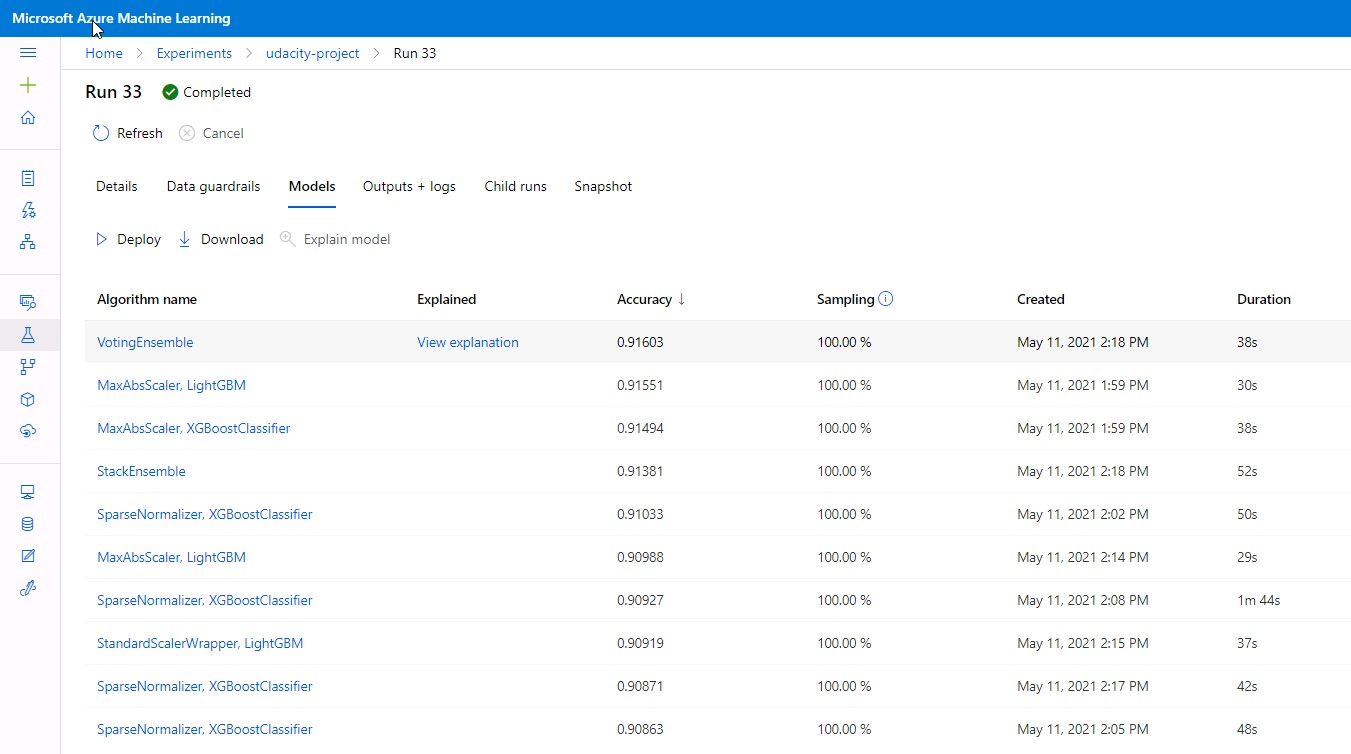 Microsoft Azure Machine Learning
Home > Experiments > udacity-project > Run 33
Run 33 Completed
Refresh Cancel
Details Data guardrails Models Outputs + logs Child runs Snapshot
Deploy Download Explain model
Algorithm name Explained Accuracy ↓ Sampling Created Duration
VotingEnsemble View explanation 0.91603 100.00 % May 11, 2021 2:18 PM 38s
MaxAbsScaler, LightGBM 0.91551 100.00 % May 11, 2021 1:59 PM 30s
MaxAbsScaler, XGBoostClassifier 0.91494 100.00 % May 11, 2021 1:59 PM 38s
StackEnsemble 0.91381 100.00 % May 11, 2021 2:18 PM 52s
SparseNormalizer, XGBoostClassifier 0.91033 100.00 % May 11, 2021 2:02 PM 50s
MaxAbsScaler, LightGBM 0.90988 100.00 % May 11, 2021 2:14 PM 29s
SparseNormalizer, XGBoostClassifier 0.90927 100.00 % May 11, 2021 2:08 PM 1m 44s
StandardScalerWrapper, LightGBM 0.90919 100.00 % May 11, 2021 2:15 PM 37s
SparseNormalizer, XGBoostClassifier 0.90871 100.00 % May 11, 2021 2:17 PM 42s
SparseNormalizer, XGBoostClassifier 0.90863 100.00 % May 11, 2021 2:05 PM 48s